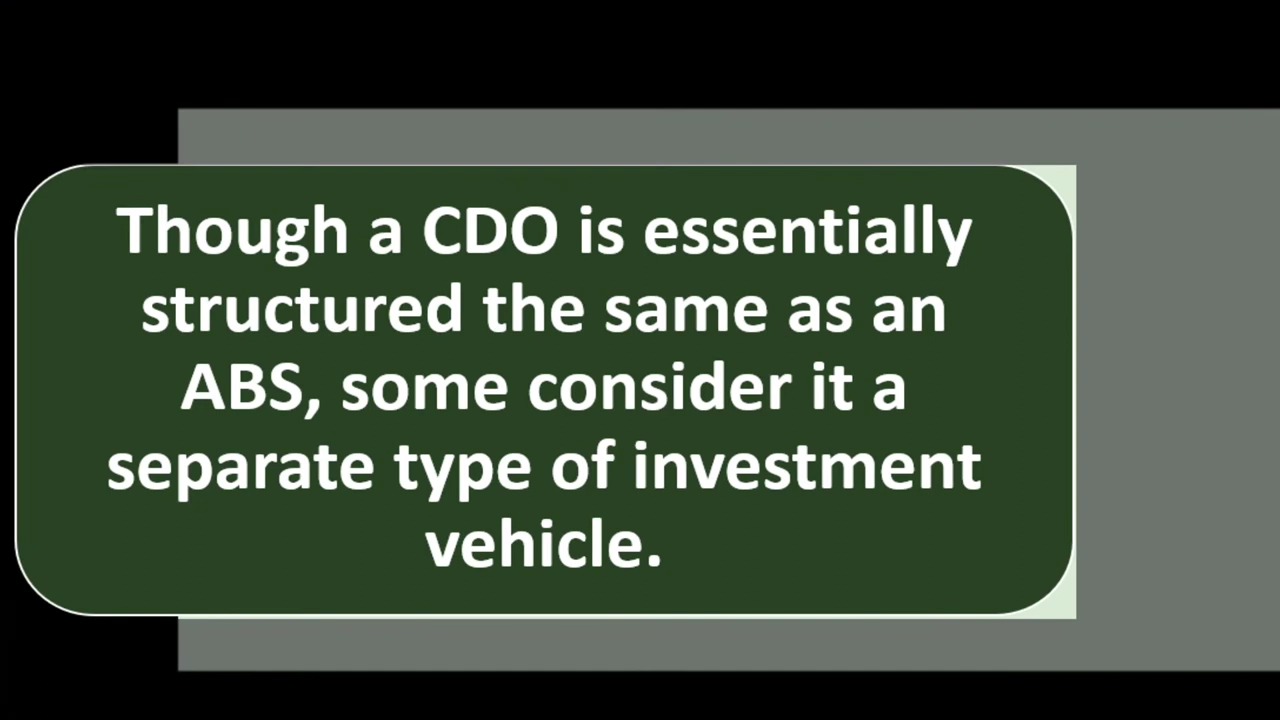 Though a CDO is essentially
structured the same as an
ABS, some consider it a
separate type of investment
vehicle.